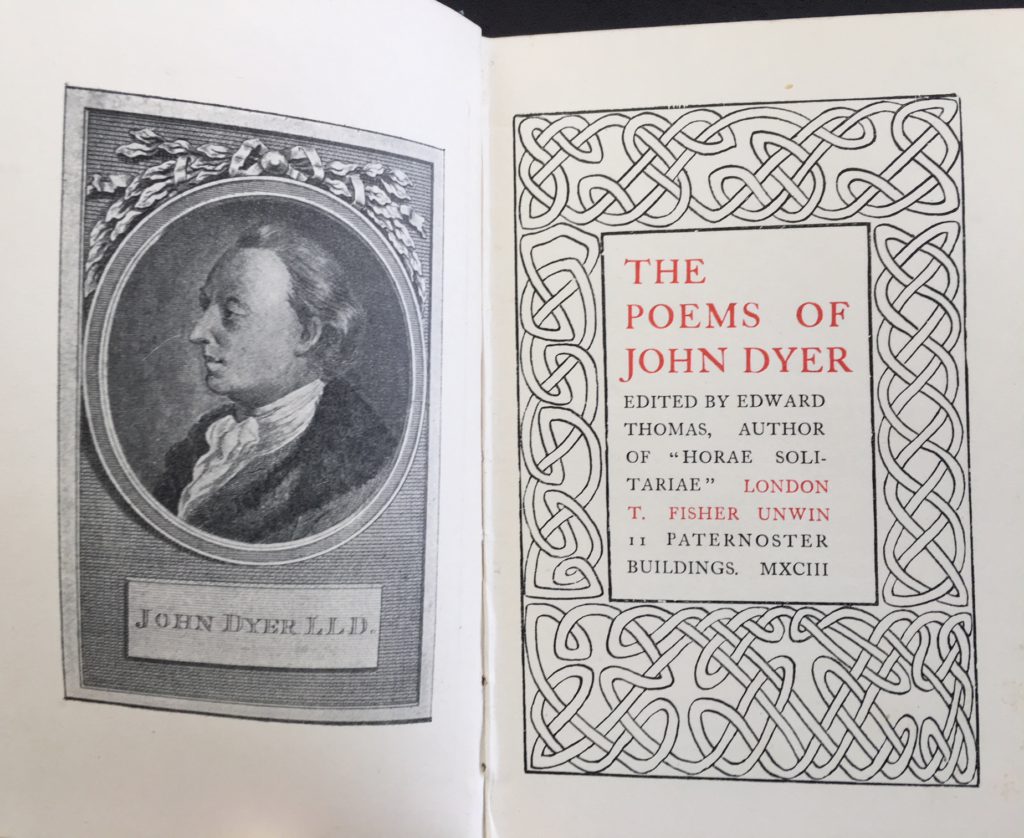 JOHN DYER LLD.
THE
POEMS OF
JOHN DYER
EDITED BY EDWARD
THOMAS, AUTHOR
OF "HORAE SOLI-
TARIAE" LONDON
T. FISHER UNWIN
11 PATERNOSTER
BUILDINGS. MXCIII